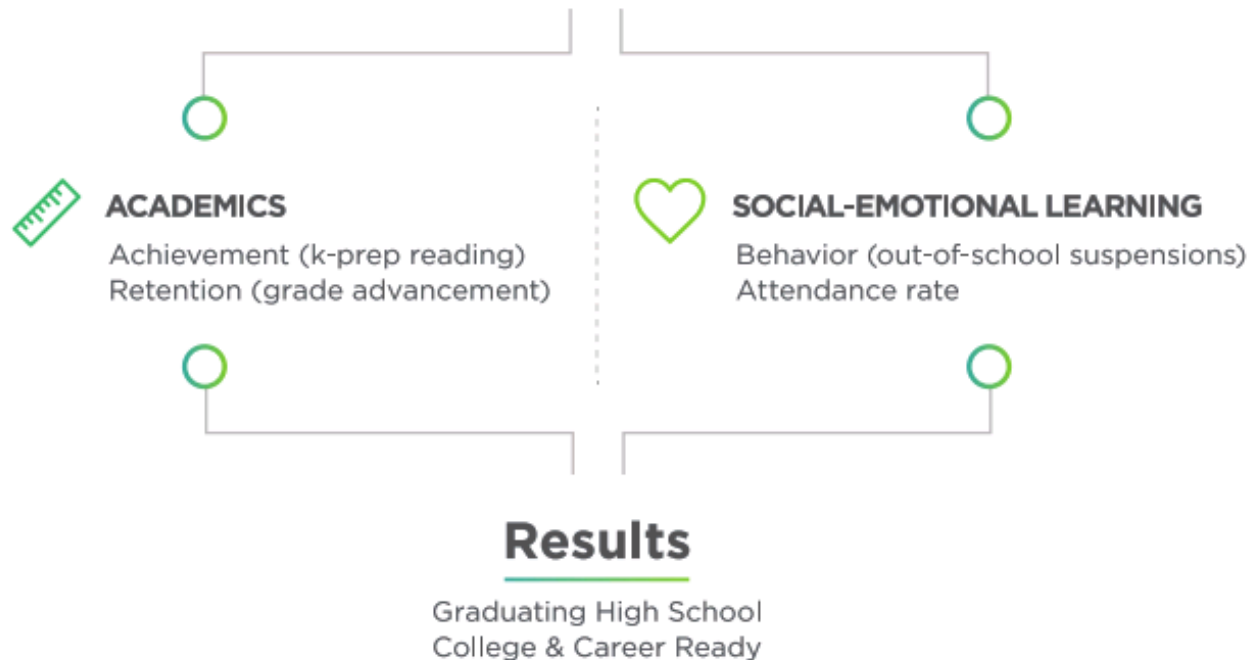 ACADEMICS
Achievement (k-prep reading)
Retention (grade advancement)
SOCIAL-EMOTIONAL LEARNING
Behavior (out-of-school suspensions)
Attendance rate
Results
Graduating High School
College & Career Ready